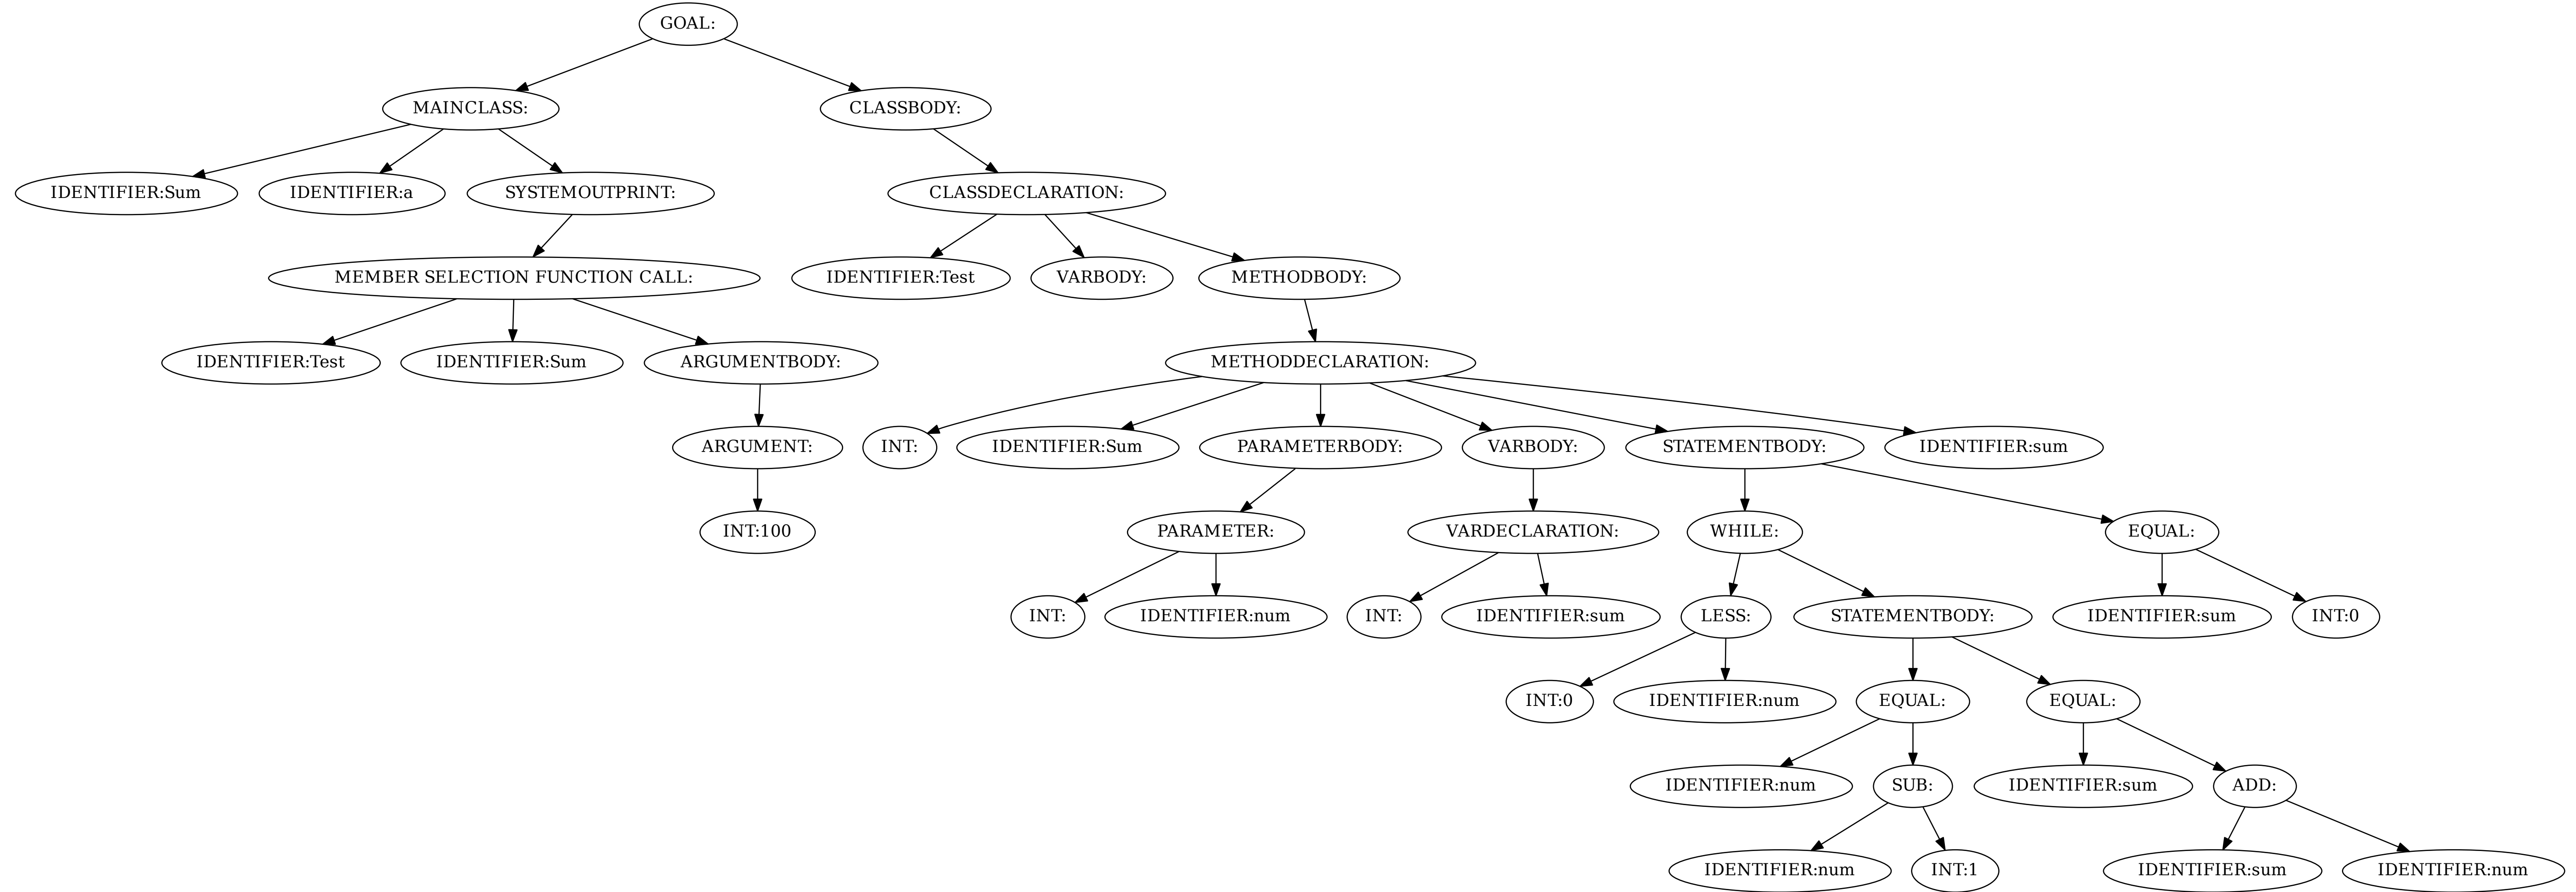 GOAL:
MAINCLASS:
CLASSBODY:
IDENTIFIER:Sum
IDENTIFIER:a
SYSTEMOUTPRINT:
CLASSDECLARATION:
MEMBER SELECTION FUNCTION CALL:
IDENTIFIER:Test
VARBODY:
METHODBODY:
IDENTIFIER:Test
IDENTIFIER:Sum
ARGUMENTBODY:
METHODDECLARATION:
ARGUMENT:
INT:
IDENTIFIER:Sum
PARAMETERBODY:
VARBODY:
STATEMENTBODY:
IDENTIFIER:sum
INT:100
PARAMETER:
VARDECLARATION:
WHILE:
EQUAL:
INT:
IDENTIFIER:num
INT:
IDENTIFIER:sum
LESS:
STATEMENTBODY:
IDENTIFIER:sum
INT:0
INT:0
IDENTIFIER:num
EQUAL:
EQUAL:
IDENTIFIER:num
SUB:
IDENTIFIER:sum
ADD:
IDENTIFIER:num
INT:1
IDENTIFIER:sum
IDENTIFIER:num